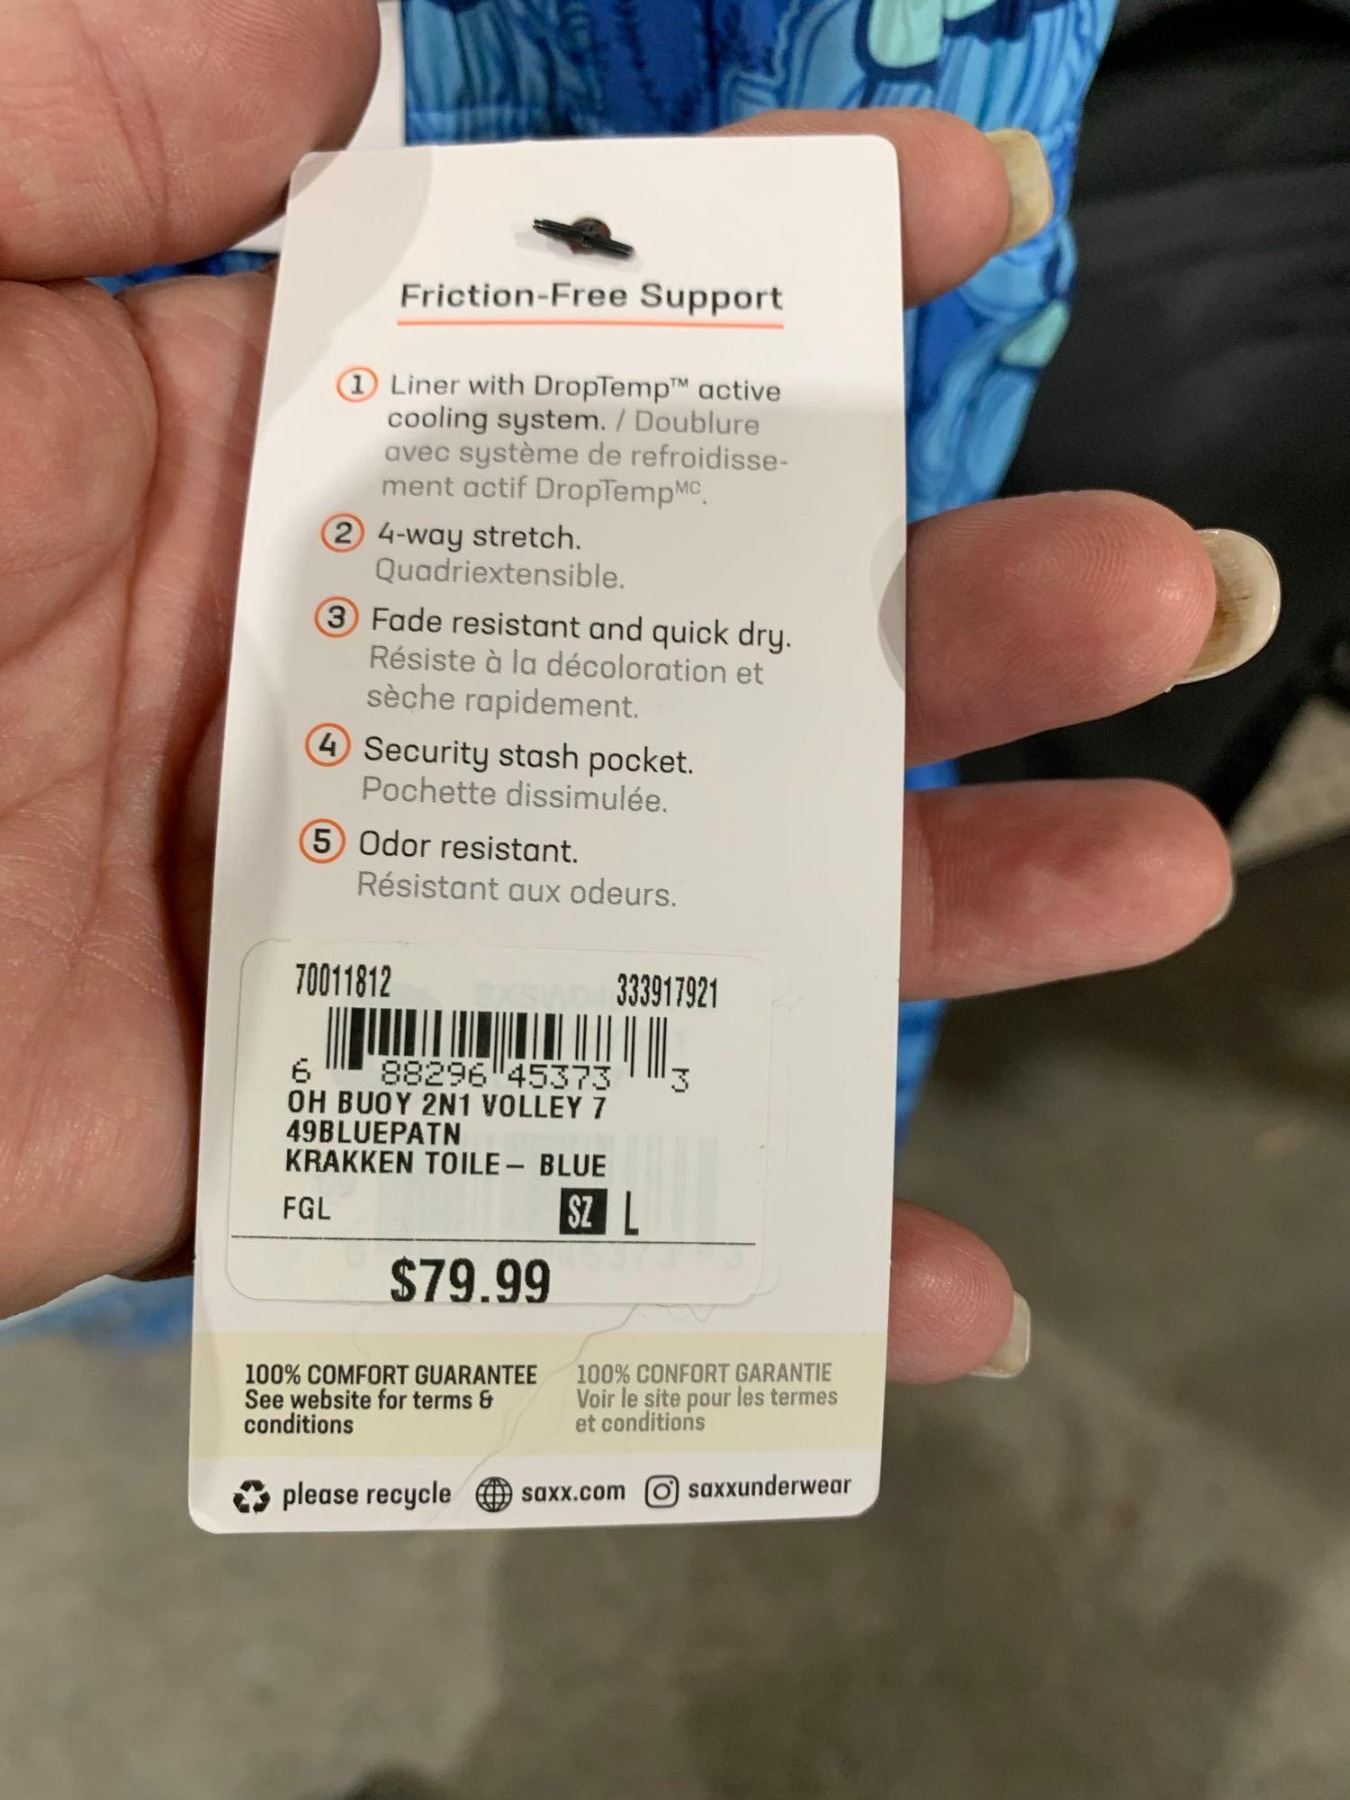 Friction-Free Support
1 Liner with DropTemp™ active
cooling system. / Doublure
avec système de refroidisse-
ment actif DropTempᴹᶜ.
2 4-way stretch.
Quadriextensible.
3 Fade resistant and quick dry.
Résiste à la décoloration et
sèche rapidement.
4 Security stash pocket.
Pochette dissimulée.
5 Odor resistant.
Résistant aux odeurs.
70011812 333917921
6 88296 45373 3
OH BUOY 2N1 VOLLEY 7
49BLUEPATN
KRAKKEN TOILE– BLUE
FGL SZ L
$79.99
100% COMFORT GUARANTEE
See website for terms &
conditions
100% CONFORT GARANTIE
Voir le site pour les termes
et conditions
please recycle saxx.com saxxunderwear